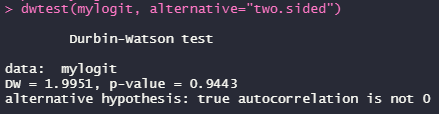 > dwtest(mylogit, alternative="two.sided")
Durbin-Watson test
data:  mylogit
DW = 1.9951, p-value = 0.9443
alternative hypothesis: true autocorrelation is not 0